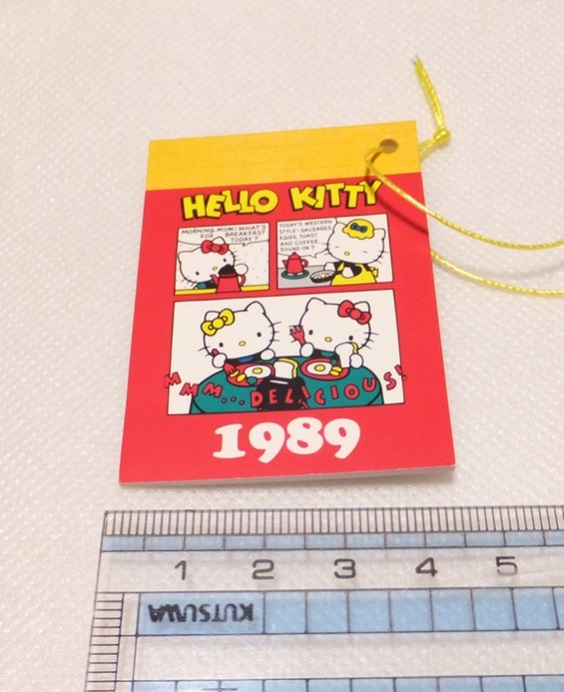 HELLO KITTY
MORNING, MOM! WHAT'S
FOR BREAKFAST
TODAY?
TODAY'S WESTERN
STYLE-SAUSAGES,
EGGS, TOAST
AND COFFEE.
SOUND OK?
MMM...DELICIOUS!
1989
1 2 3 4 5
KUTSUWA